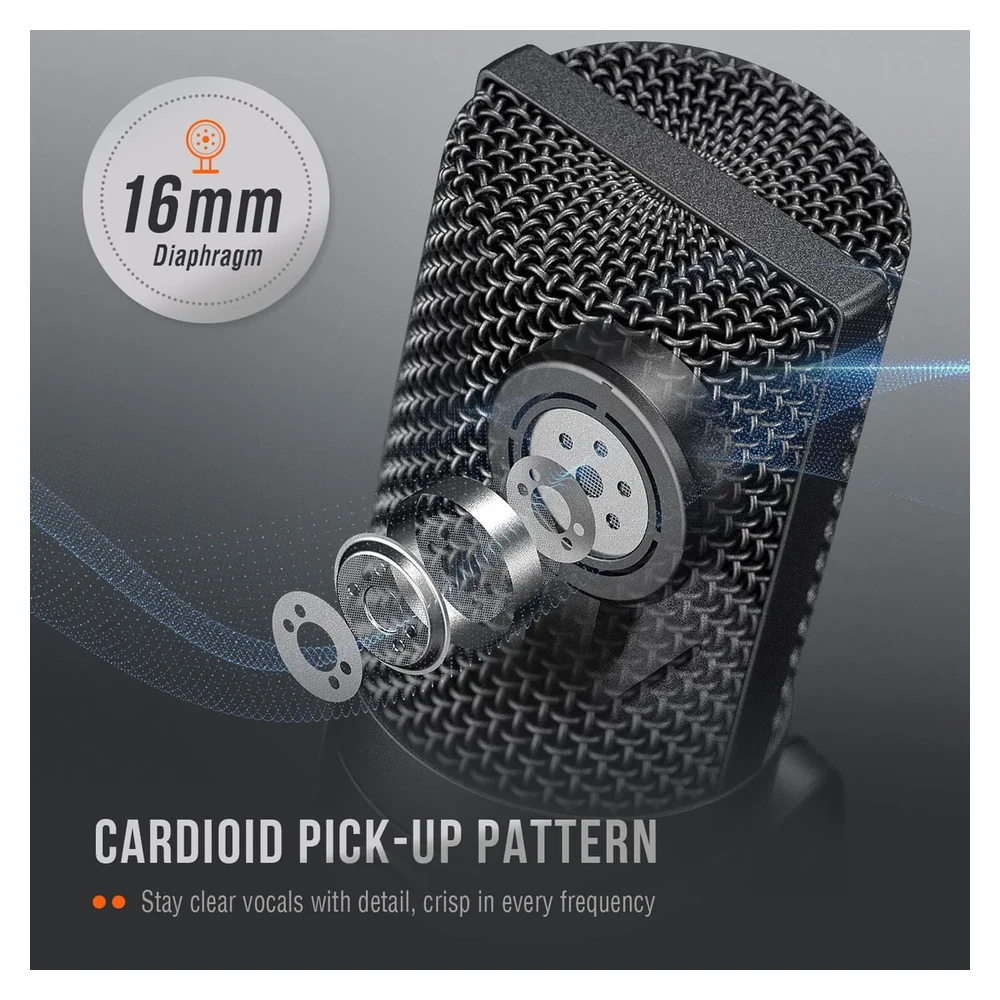 16mm
Diaphragm
CARDIOID PICK-UP PATTERN
Stay clear vocals with detail, crisp in every frequency